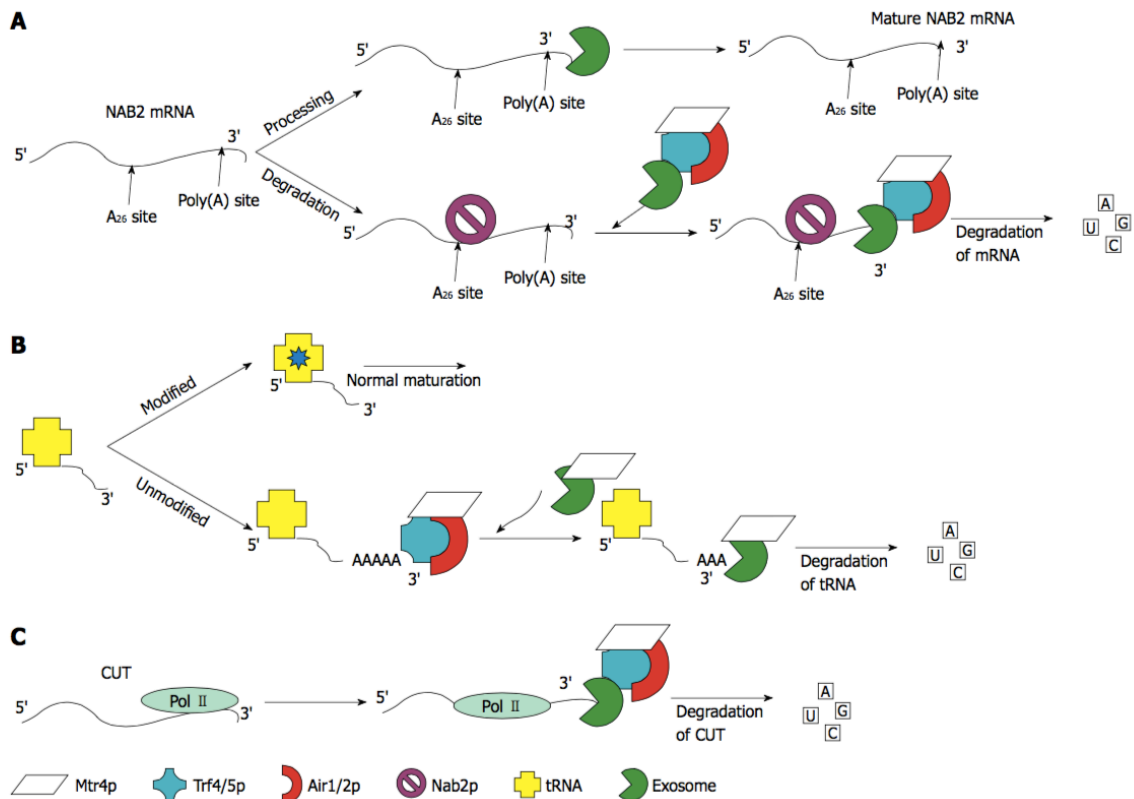 A
NAB2 mRNA
5'
3'
A26 site
Poly(A) site
Processing
Degradation
5'
3'
A26 site
Poly(A) site
Mature NAB2 mRNA
5'
3'
A26 site
Poly(A) site
5'
3'
A26 site
Poly(A) site
5'
3'
A26 site
Degradation
of mRNA
A
U
G
C
B
5'
3'
Modified
Unmodified
5'
3'
Normal maturation
5'
AAAAA
3'
5'
AAA
3'
Degradation
of tRNA
A
U
G
C
C
CUT
5'
Pol II
3'
5'
Pol II
3'
Degradation
of CUT
A
U
G
C
Mtr4p
Trf4/5p
Air1/2p
Nab2p
tRNA
Exosome